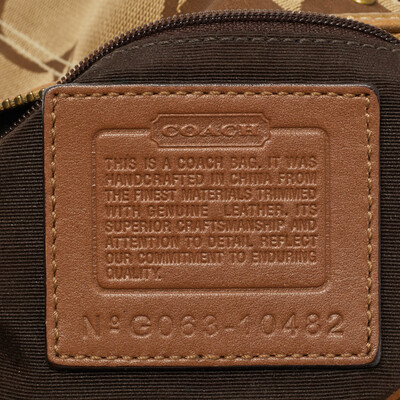 COACH
THIS IS A COACH BAG. IT WAS
HANDCRAFTED IN CHINA FROM
THE FINEST MATERIALS TRIMMED
WITH GENUINE LEATHER. ITS
SUPERIOR CRAFTSMANSHIP AND
ATTENTION TO DETAIL REFLECT
OUR COMMITMENT TO ENDURING
QUALITY.
Nº G063-10482